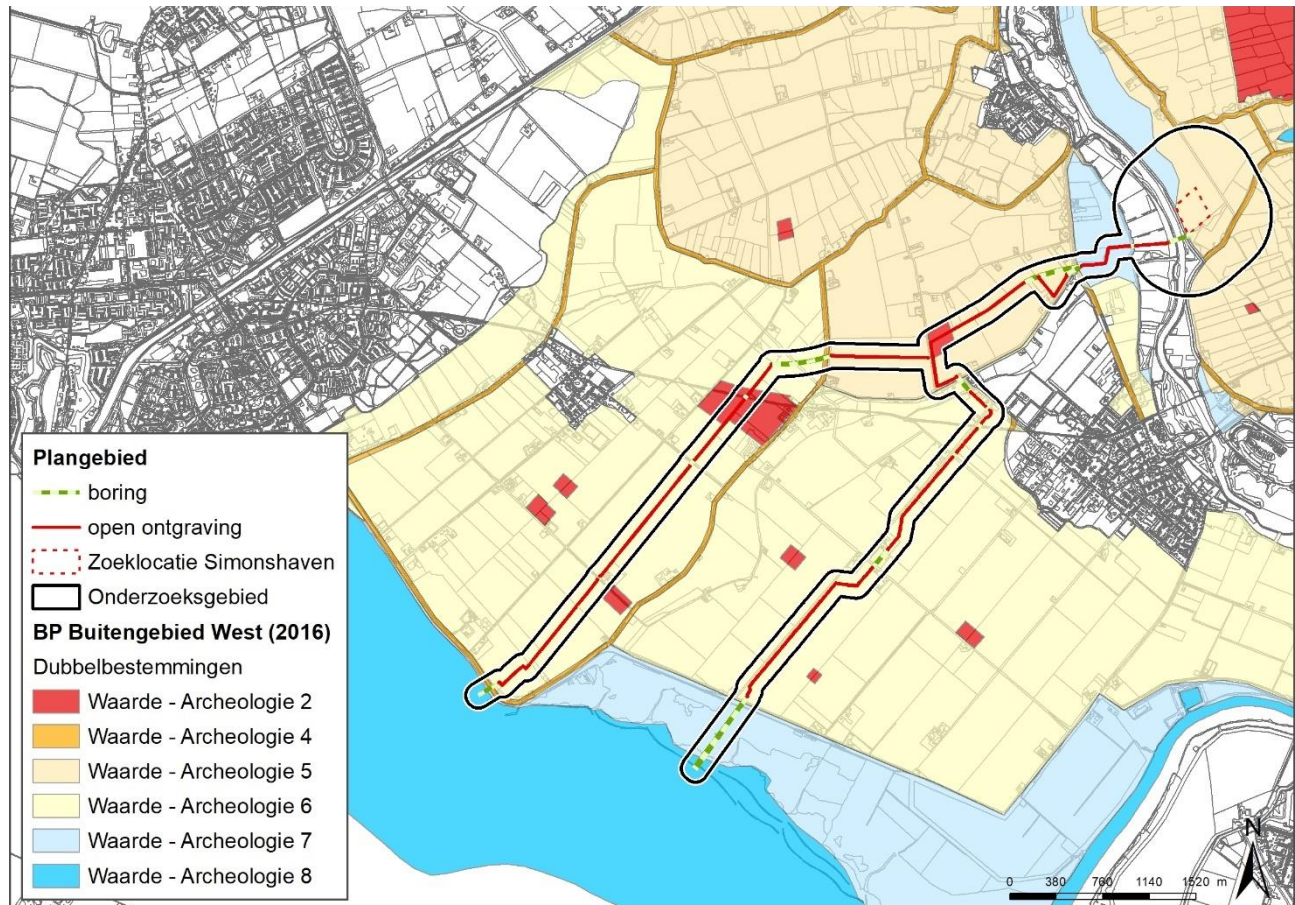 Plangebied
boring
open ontgraving
Zoeklocatie Simonshaven
Onderzoeksgebied
BP Buitengebied West (2016)
Dubbelbestemmingen
Waarde - Archeologie 2
Waarde - Archeologie 4
Waarde - Archeologie 5
Waarde - Archeologie 6
Waarde - Archeologie 7
Waarde - Archeologie 8
N
0 380 760 1140 1520 m